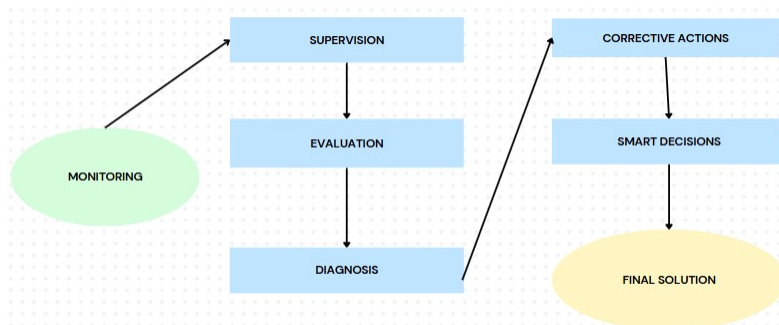 MONITORING
SUPERVISION
EVALUATION
DIAGNOSIS
CORRECTIVE ACTIONS
SMART DECISIONS
FINAL SOLUTION